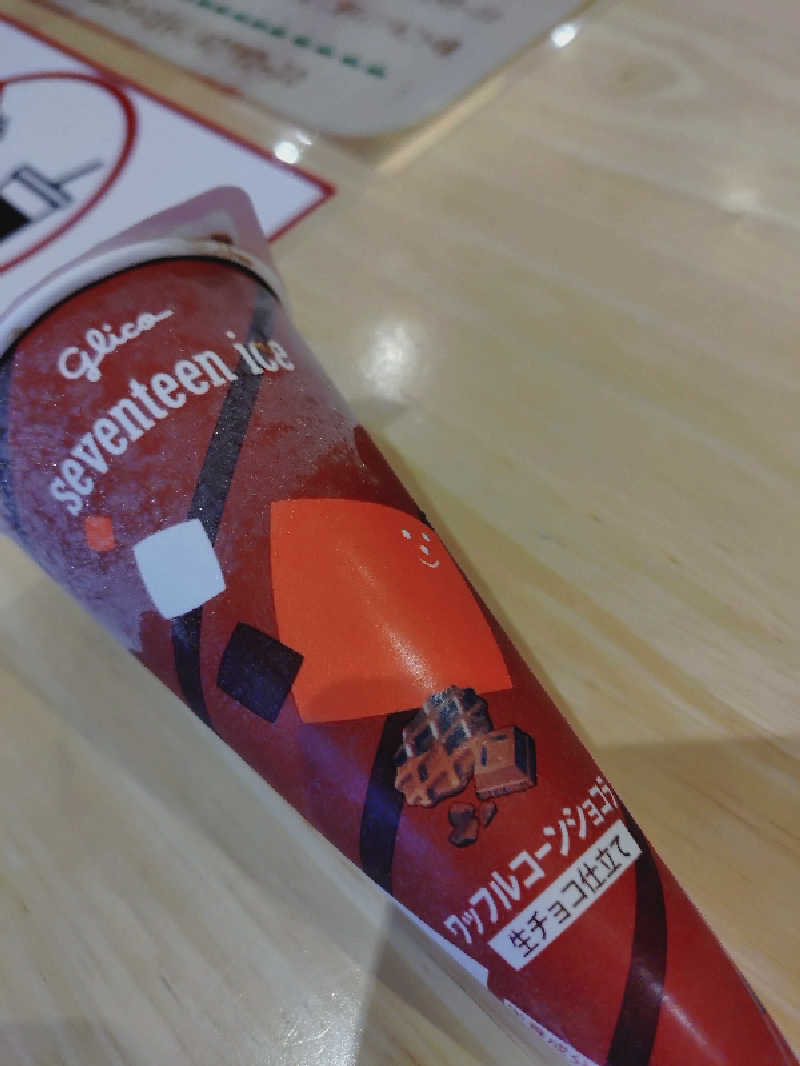 Glico
seventeen ice
ワッフルコーンショコラ
生チョコ仕立て